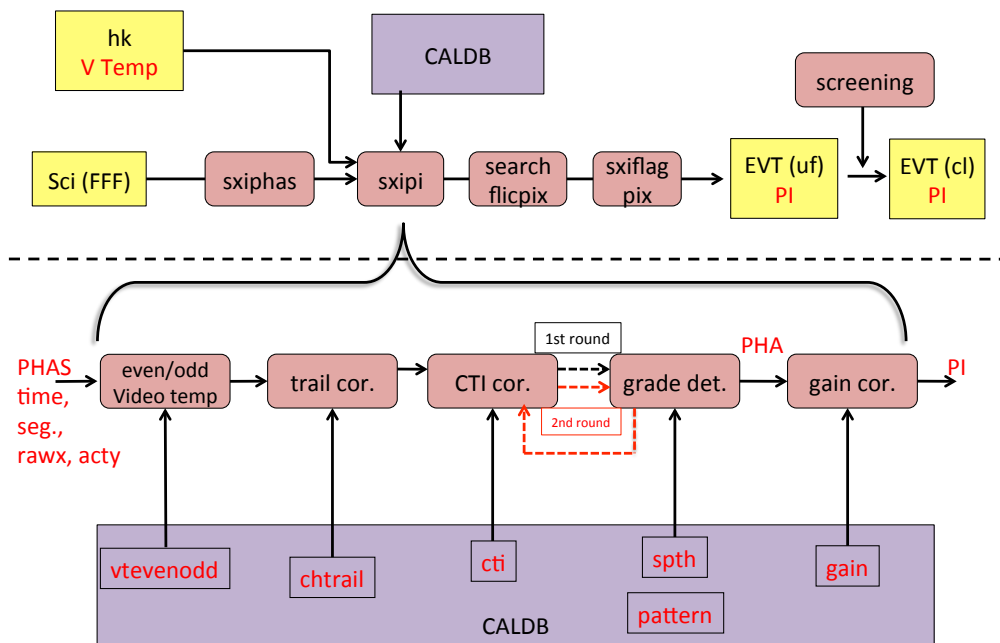 hk
V Temp
CALDB
screening
Sci (FFF)
sxiphas
sxipi
search
flicpix
sxiflag
pix
EVT (uf)
PI
EVT (cl)
PI
1st round
PHAS
time,
seg.,
rawx, acty
even/odd
Video temp
trail cor.
CTI cor.
grade det.
PHA
gain cor.
PI
2nd round
vtevenodd
chtrail
cti
spth
pattern
gain
CALDB